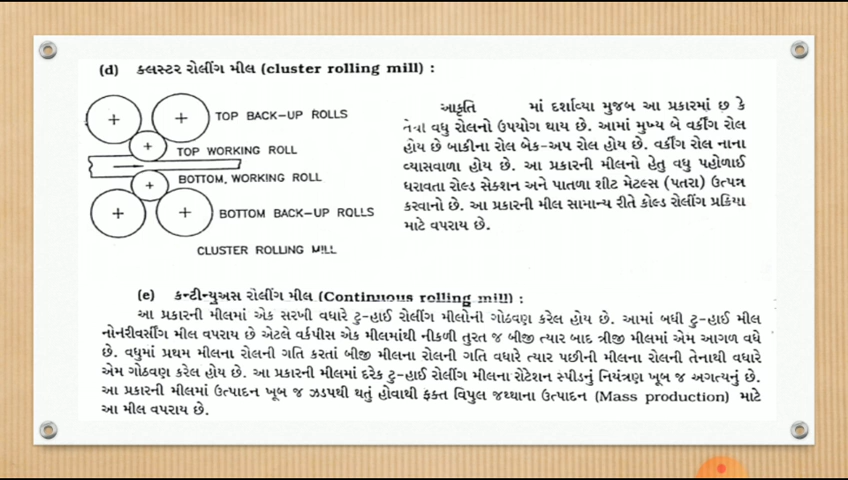 (d) ક્લસ્ટર રોલીંગ મીલ (cluster rolling mill) :
TOP BACK-UP ROLLS
TOP WORKING ROLL
BOTTOM, WORKING ROLL
BOTTOM BACK-UP ROLLS
CLUSTER ROLLING MILL
આકૃતિ માં દર્શાવ્યા મુજબ આ પ્રકારમાં છ કે
તેથી વધુ રોલનો ઉપયોગ થાય છે. આમાં મુખ્ય બે વર્કીંગ રોલ
હોય છે બાકીના રોલ બેક-અપ રોલ હોય છે. વર્કીંગ રોલ નાના
વ્યાસવાળા હોય છે. આ પ્રકારની મીલનો હેતુ વધુ પહોળાઈ
ધરાવતા રોલ્ડ સેક્શન અને પાતળા શીટ મેટલ્સ (પતરા) ઉત્પન્ન
કરવાનો છે. આ પ્રકારની મીલ સામાન્ય રીતે કોલ્ડ રોલીંગ પ્રક્રિયા
માટે વપરાય છે.
(e) કન્ટીન્યુઅસ રોલીંગ મીલ (Continuous rolling mill) :
આ પ્રકારની મીલમાં એક સરખી વધારે ટુ-હાઈ રોલીંગ મીલોની ગોઠવણ કરેલ હોય છે. આમાં બધી ટુ-હાઈ મીલ
નોનરીવર્સીંગ મીલ વપરાય છે એટલે વર્કપીસ એક મીલમાંથી નીકળી તુરત જ બીજી ત્યાર બાદ ત્રીજી મીલમાં એમ આગળ વધે
છે. વધુમાં પ્રથમ મીલના રોલની ગતિ કરતાં બીજી મીલના રોલની ગતિ વધારે ત્યાર પછીની મીલના રોલની તેનાથી વધારે
એમ ગોઠવણ કરેલ હોય છે. આ પ્રકારની મીલમાં દરેક ટુ-હાઈ રોલીંગ મીલના રોટેશન સ્પીડનું નિયંત્રણ ખૂબ જ અગત્યનું છે.
આ પ્રકારની મીલમાં ઉત્પાદન ખૂબ જ ઝડપથી થતું હોવાથી ફક્ત વિપુલ જથ્થાના ઉત્પાદન (Mass production) માટે
આ મીલ વપરાય છે.